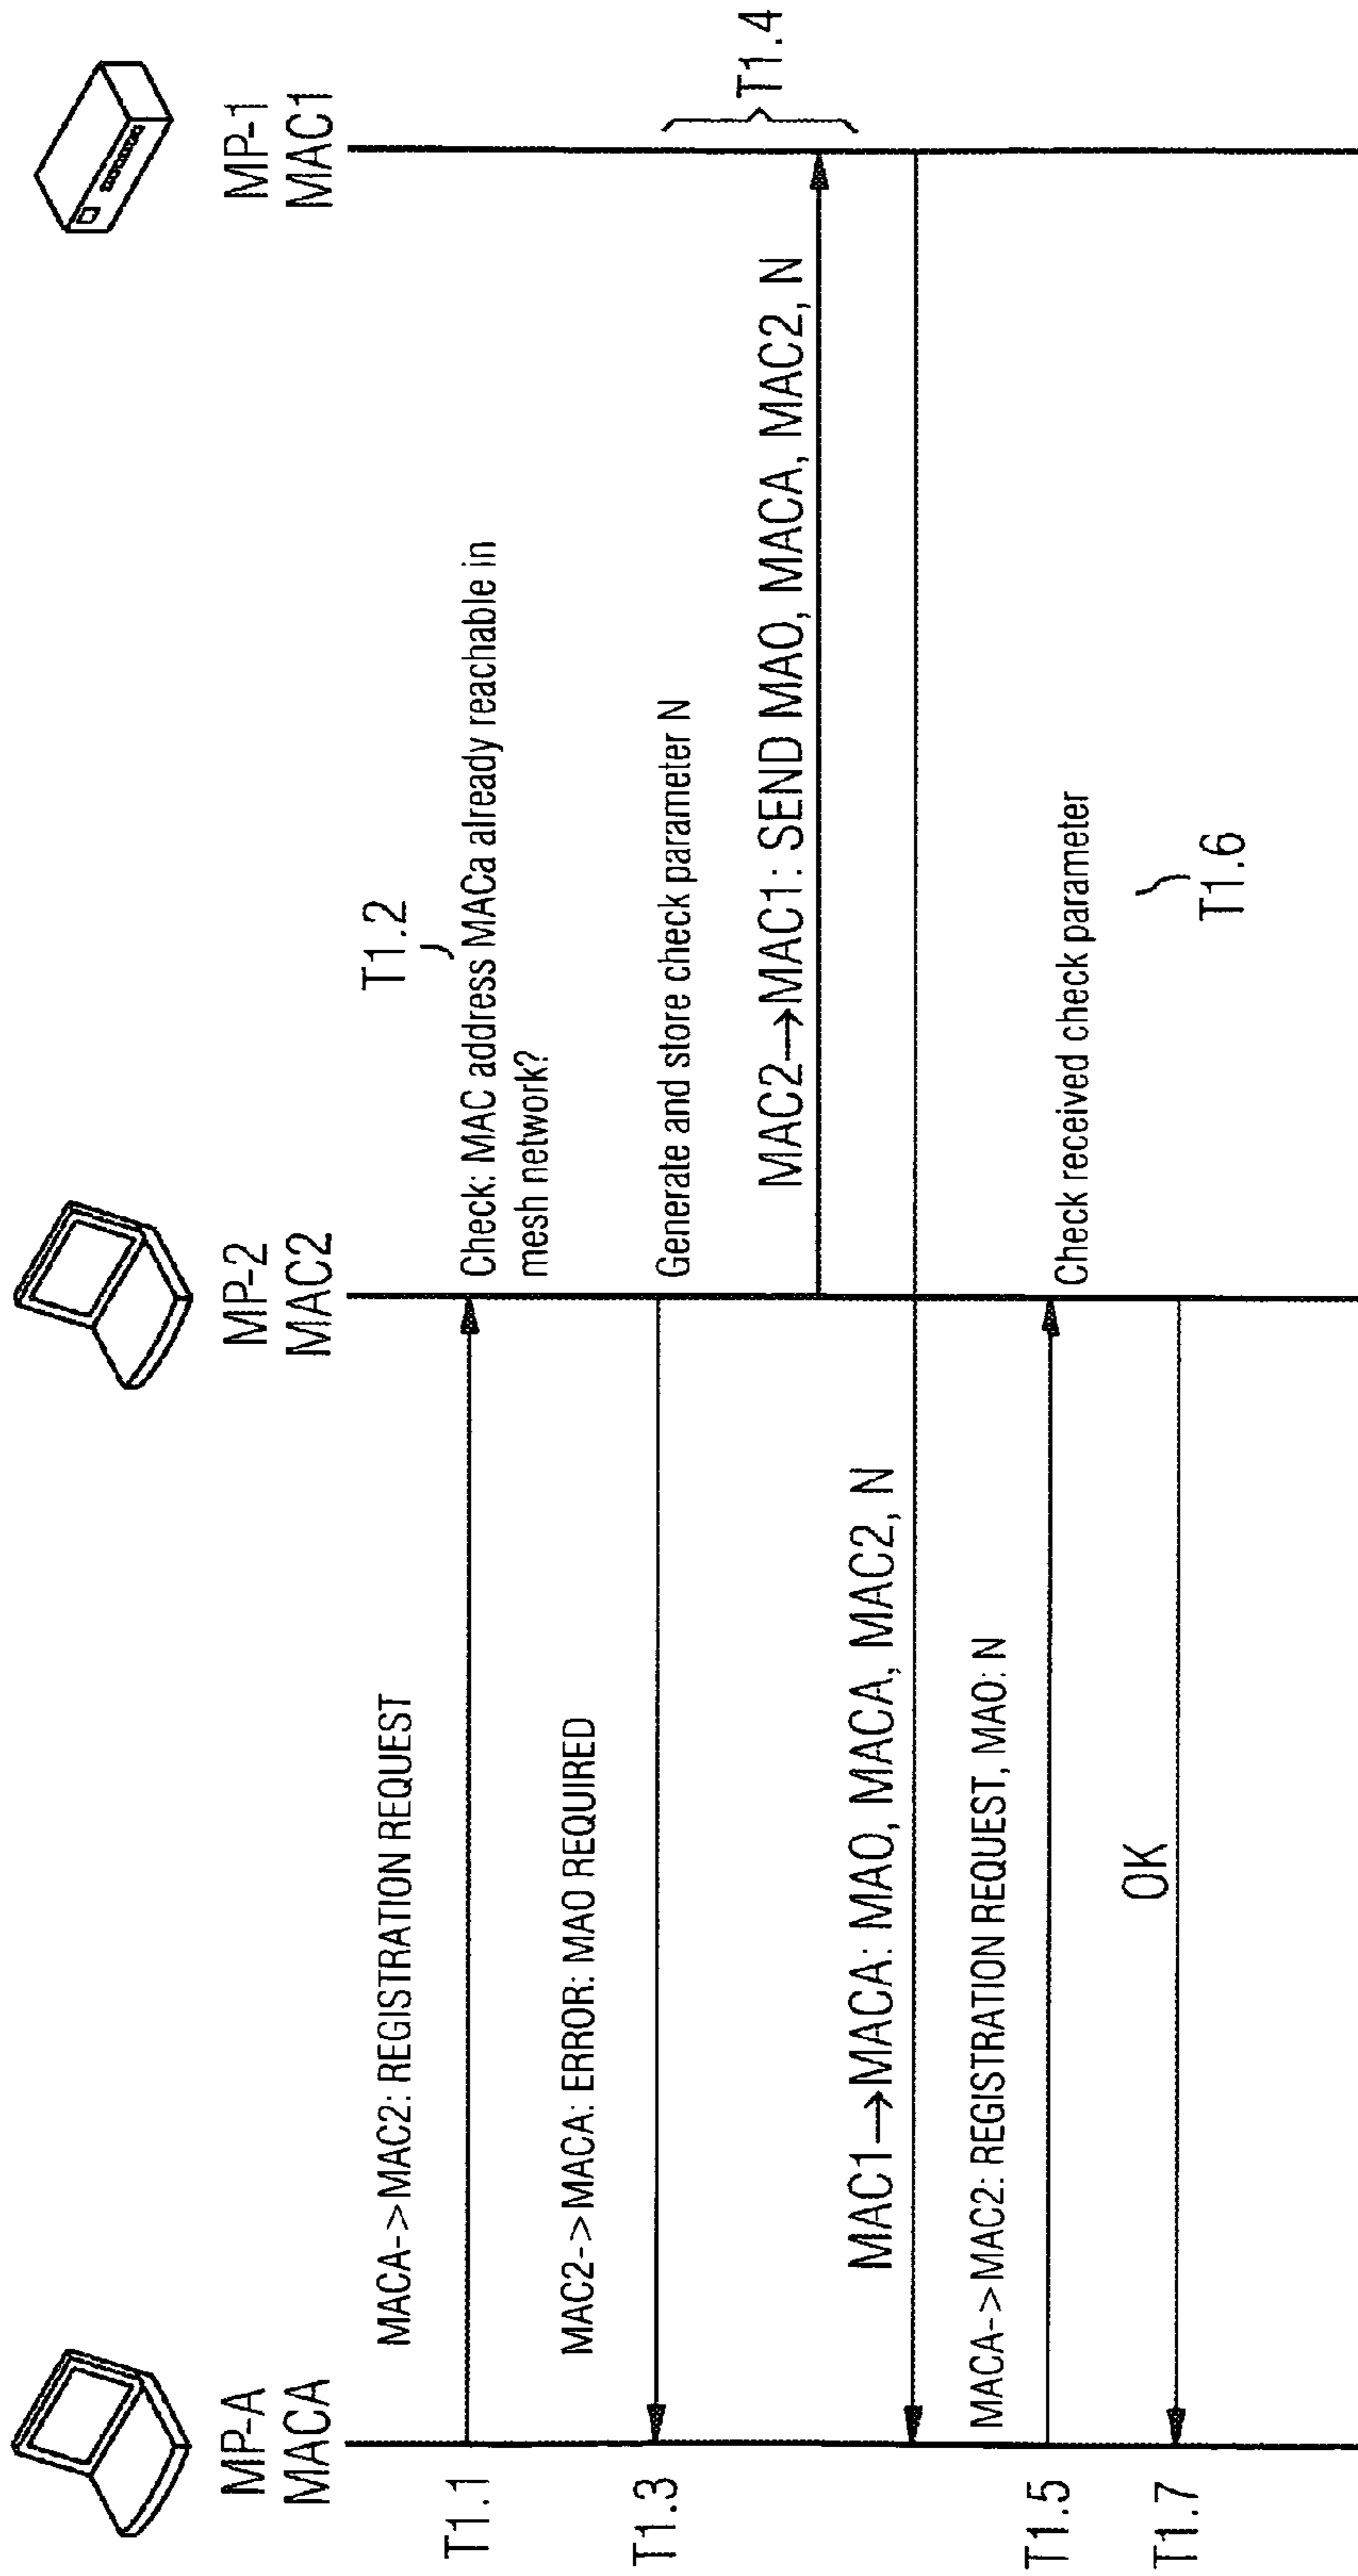 MP-A
MACA
MP-2
MAC2
MP-1
MAC1
T1.1
MACA->MAC2: REGISTRATION REQUEST
T1.2
Check: MAC address MACa already reachable in
mesh network?
T1.3
MAC2->MACA: ERROR: MAO REQUIRED
Generate and store check parameter N
MAC2→MAC1: SEND MAO, MACA, MAC2, N
T1.4
MAC1→MACA: MAO, MACA, MAC2, N
T1.5
MACA->MAC2: REGISTRATION REQUEST, MAO: N
Check received check parameter
T1.6
T1.7
OK